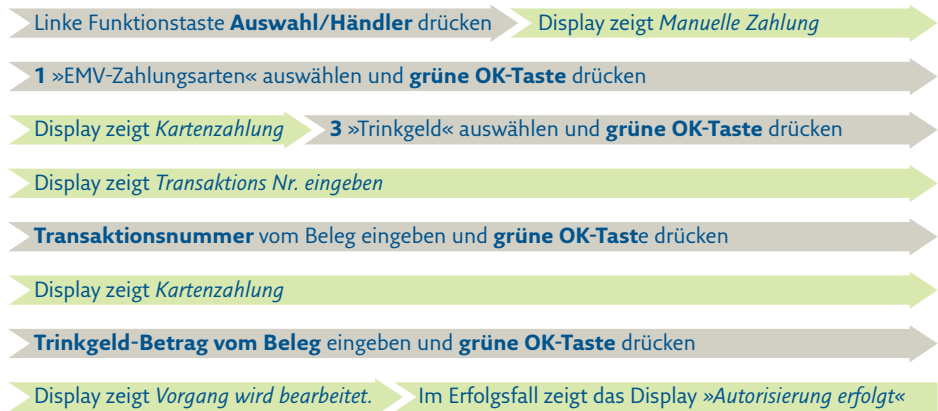 Linke Funktionstaste Auswahl/Händler drücken Display zeigt Manuelle Zahlung
1 »EMV-Zahlungsarten« auswählen und grüne OK-Taste drücken
Display zeigt Kartenzahlung 3 »Trinkgeld« auswählen und grüne OK-Taste drücken
Display zeigt Transaktions Nr. eingeben
Transaktionsnummer vom Beleg eingeben und grüne OK-Taste drücken
Display zeigt Kartenzahlung
Trinkgeld-Betrag vom Beleg eingeben und grüne OK-Taste drücken
Display zeigt Vorgang wird bearbeitet. Im Erfolgsfall zeigt das Display »Autorisierung erfolgt«